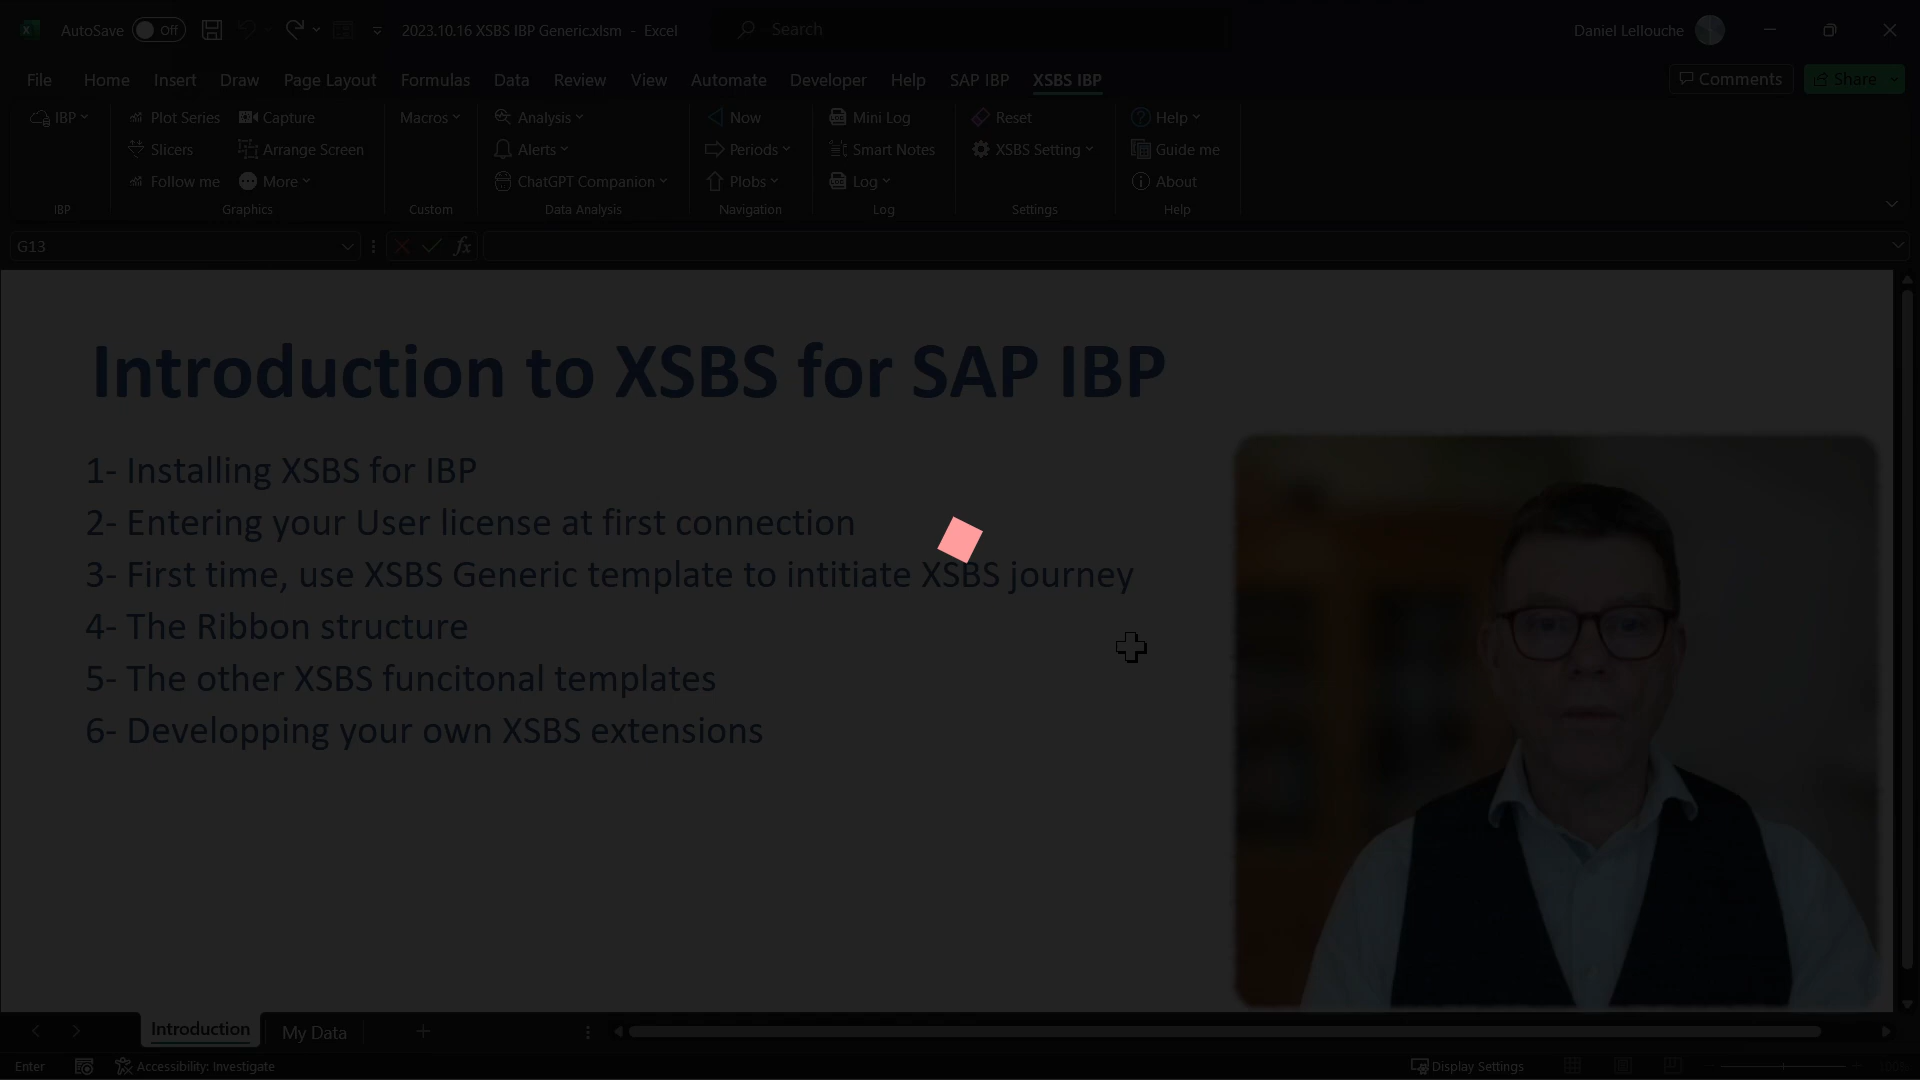 AutoSave Off 2023.10.16 XSBS IBP Generic.xlsm - Excel Search Daniel Lellouche
File Home Insert Draw Page Layout Formulas Data Review View Automate Developer Help SAP IBP XSBS IBP Comments Share
IBP Plot Series Capture Macros Analysis Now Mini Log Reset Help
Slicers Arrange Screen Alerts Periods Smart Notes XSBS Setting Guide me
Follow me More ChatGPT Companion Plobs Log About
IBP Graphics Custom Data Analysis Navigation Log Settings Help
G13 fx
Introduction to XSBS for SAP IBP
1- Installing XSBS for IBP
2- Entering your User license at first connection
3- First time, use XSBS Generic template to intitiate XSBS journey
4- The Ribbon structure
5- The other XSBS funcitonal templates
6- Developping your own XSBS extensions
Introduction My Data
Enter Accessibility: Investigate Display Settings